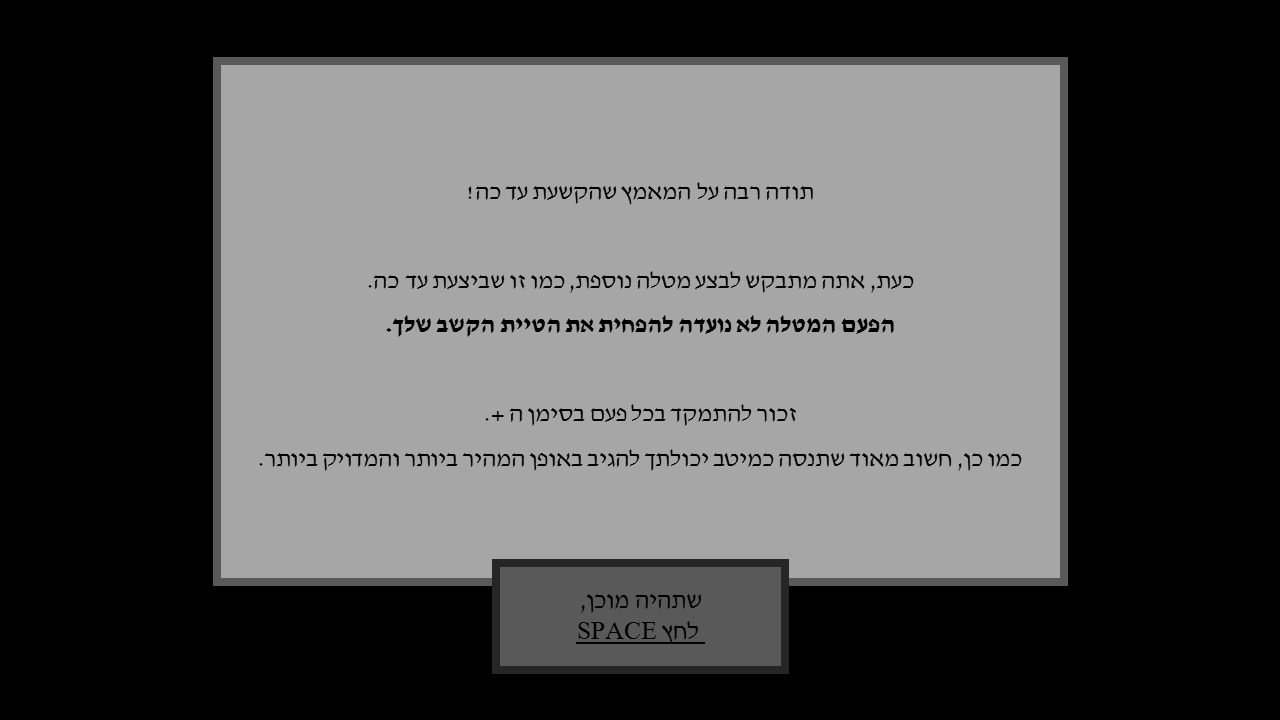 תודה רבה על המאמץ שהקשעת עד כה!
כעת, אתה מתבקש לבצע מטלה נוספת, כמו זו שביצעת עד כה.
הפעם המטלה לא נועדה להפחית את הטיית הקשב שלך.
זכור להתמקד בכל פעם בסימן ה +.
כמו כן, חשוב מאוד שתנסה כמיטב יכולתך להגיב באופן המהיר ביותר והמדויק ביותר.
שתהיה מוכן,
לחץ SPACE